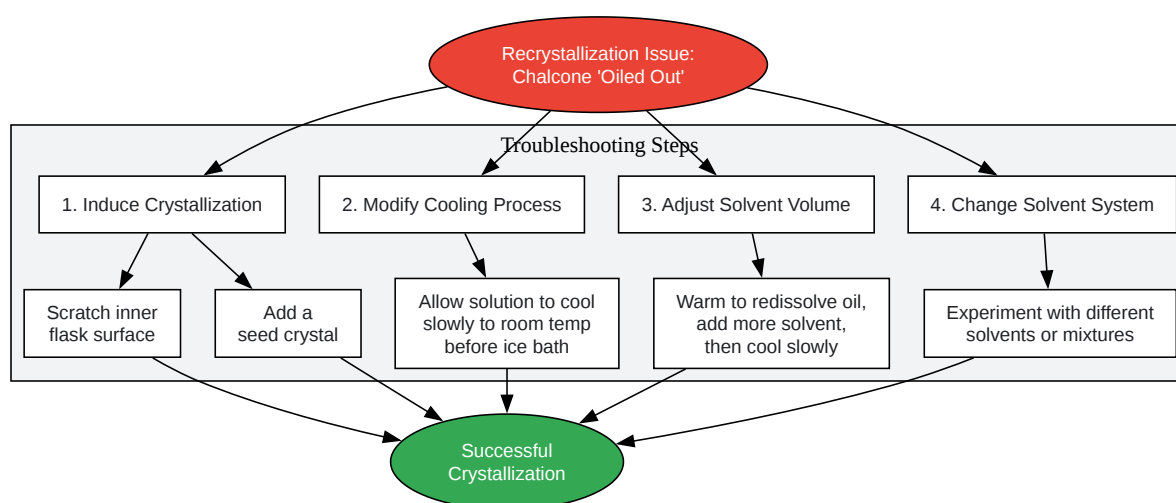 Recrystallization Issue:
Chalcone 'Oiled Out'
Troubleshooting Steps
1. Induce Crystallization
2. Modify Cooling Process
3. Adjust Solvent Volume
4. Change Solvent System
Scratch inner
flask surface
Add a
seed crystal
Allow solution to cool
slowly to room temp
before ice bath
Warm to redissolve oil,
add more solvent,
then cool slowly
Experiment with different
solvents or mixtures
Successful
Crystallization